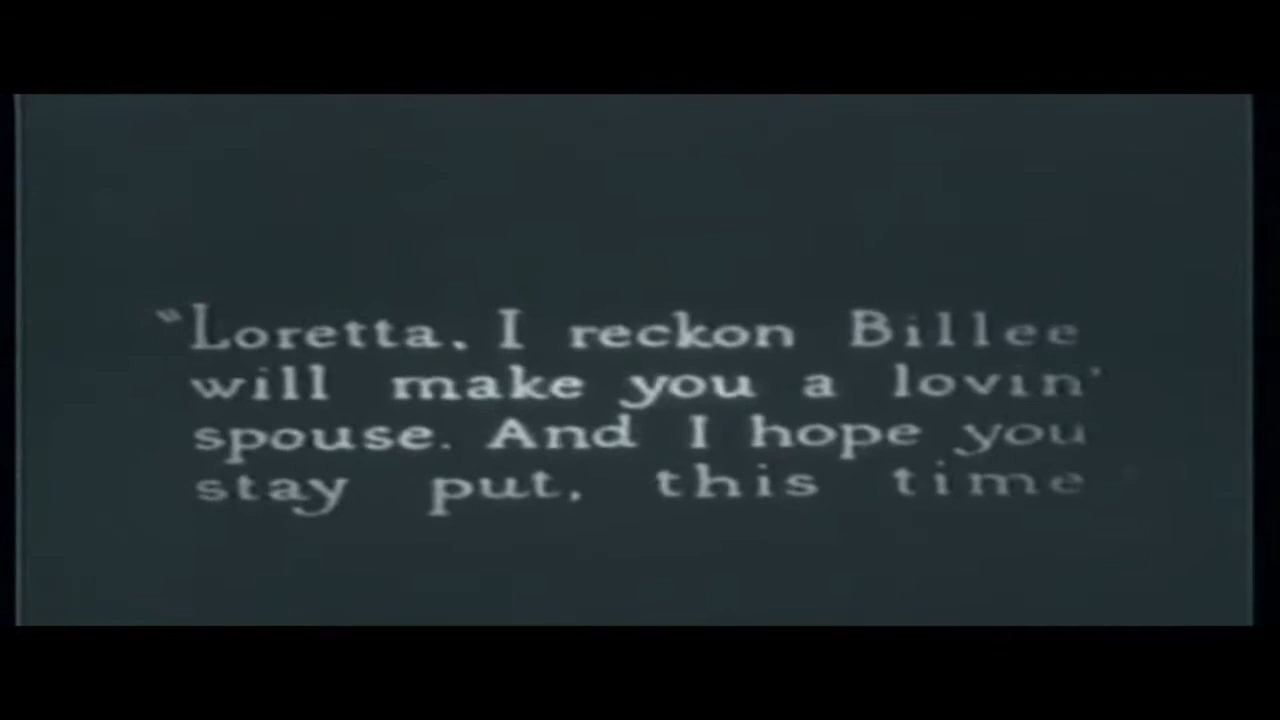 "Loretta, I reckon Billee
will make you a lovin'
spouse. And I hope you
stay put, this time